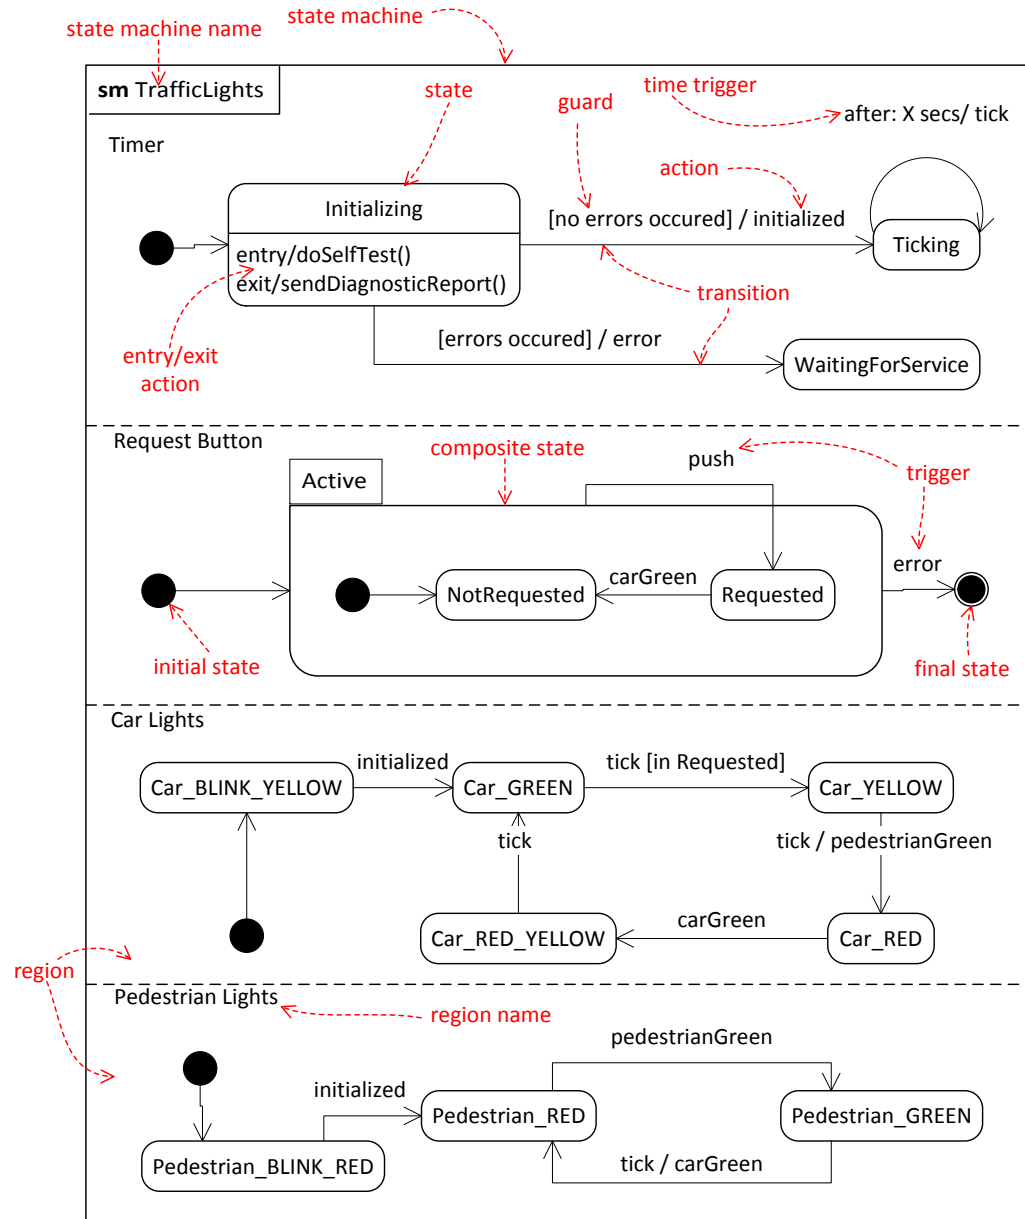 state machine name
state machine
sm TrafficLights
state
guard
time trigger
after: X secs/ tick
Timer
action
Initializing
[no errors occured] / initialized
Ticking
entry/doSelfTest()
exit/sendDiagnosticReport()
transition
entry/exit
action
[errors occured] / error
WaitingForService
Request Button
composite state
push
trigger
Active
error
NotRequested
carGreen
Requested
initial state
final state
Car Lights
initialized
tick [in Requested]
Car_BLINK_YELLOW
Car_GREEN
Car_YELLOW
tick
tick / pedestrianGreen
Car_RED_YELLOW
carGreen
Car_RED
region
Pedestrian Lights
region name
pedestrianGreen
initialized
Pedestrian_RED
Pedestrian_GREEN
Pedestrian_BLINK_RED
tick / carGreen